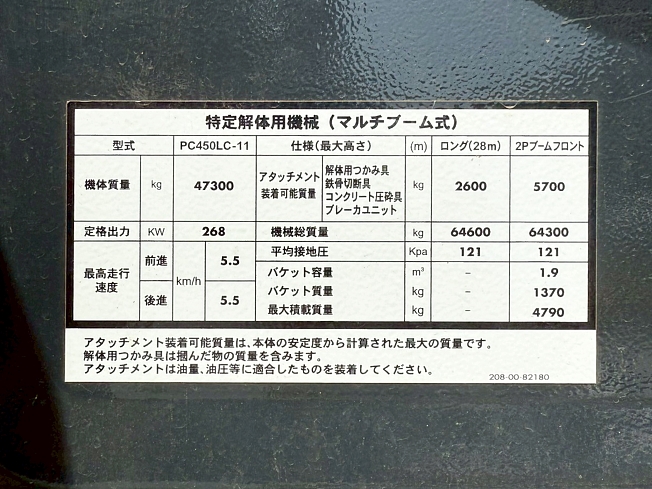 特定解体用機械（マルチブーム式）
型式 PC450LC-11 仕様（最大高さ） (m) ロング(28m) 2Pブームフロント
機体質量 kg 47300 アタッチメント装着可能質量 解体用つかみ具 鉄骨切断具 コンクリート圧砕具 ブレーカユニット kg 2600 5700
定格出力 KW 268 機械総質量 kg 64600 64300
最高走行速度 前進 km/h 5.5 平均接地圧 Kpa 121 121
バケット容量 m³ － 1.9
後進 5.5 バケット質量 kg － 1370
最大積載質量 kg － 4790
アタッチメント装着可能質量は、本体の安定度から計算された最大の質量です。
解体用つかみ具は掴んだ物の質量を含みます。
アタッチメントは油量、油圧等に適合したものを装着してください。
208-00-82180